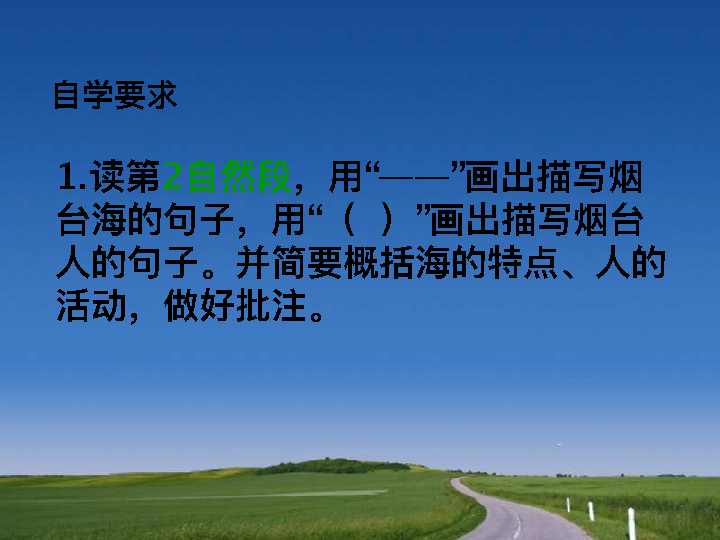 自学要求
1.读第2自然段，用“——”画出描写烟
台海的句子，用“（ ）”画出描写烟台
人的句子。并简要概括海的特点、人的
活动，做好批注。